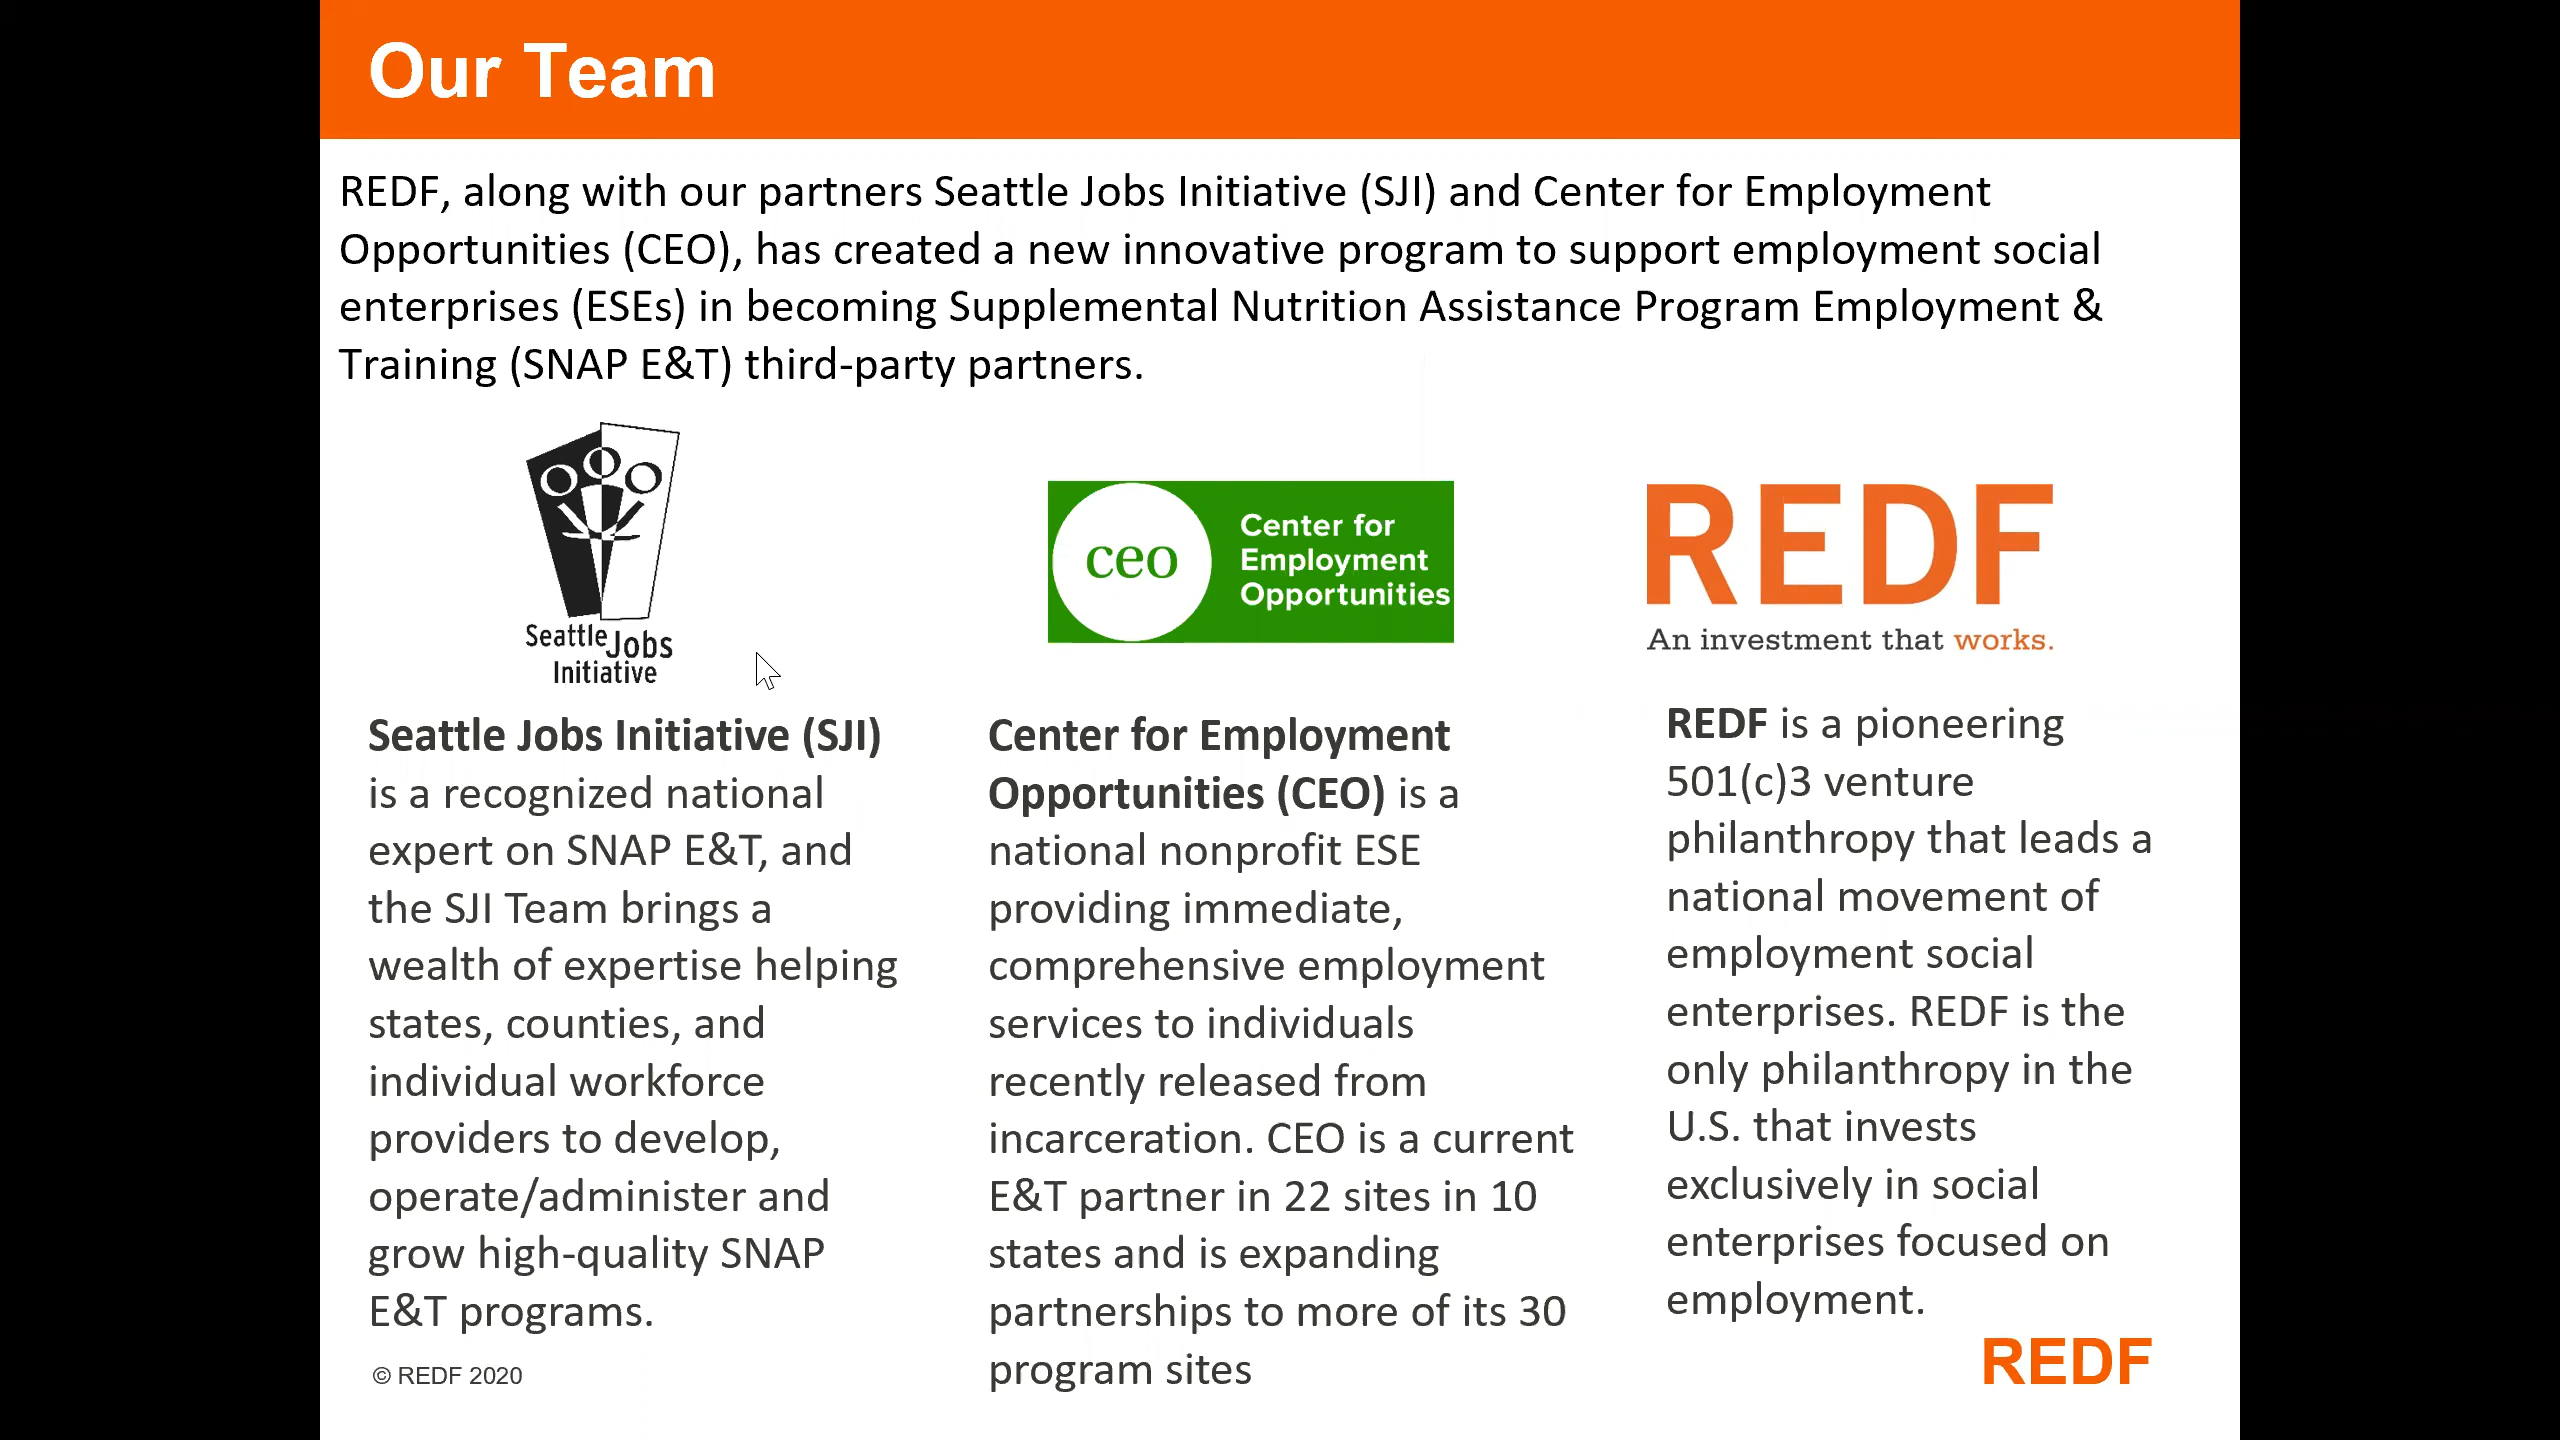 Our Team
REDF, along with our partners Seattle Jobs Initiative (SJI) and Center for Employment
Opportunities (CEO), has created a new innovative program to support employment social
enterprises (ESEs) in becoming Supplemental Nutrition Assistance Program Employment &
Training (SNAP E&T) third-party partners.
Seattle Jobs
Initiative
Seattle Jobs Initiative (SJI)
is a recognized national
expert on SNAP E&T, and
the SJI Team brings a
wealth of expertise helping
states, counties, and
individual workforce
providers to develop,
operate/administer and
grow high-quality SNAP
E&T programs.
ceo
Center for
Employment
Opportunities
Center for Employment
Opportunities (CEO) is a
national nonprofit ESE
providing immediate,
comprehensive employment
services to individuals
recently released from
incarceration. CEO is a current
E&T partner in 22 sites in 10
states and is expanding
partnerships to more of its 30
program sites
REDF
An investment that works.
REDF is a pioneering
501(c)3 venture
philanthropy that leads a
national movement of
employment social
enterprises. REDF is the
only philanthropy in the
U.S. that invests
exclusively in social
enterprises focused on
employment.
© REDF 2020
REDF